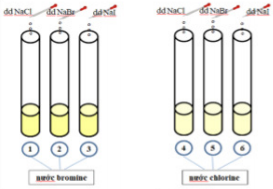 dd NaCl dd NaBr dd NaI dd NaCl dd NaBr dd NaI
1 2 3 4 5 6
nước bromine nước chlorine